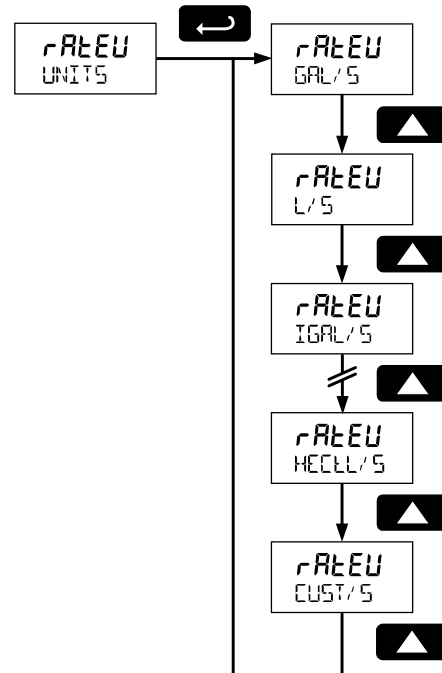 rAtEU
UNITS
rAtEU
GAL/S
rAtEU
L/S
rAtEU
IGAL/S
rAtEU
HECtL/S
rAtEU
CUST/S